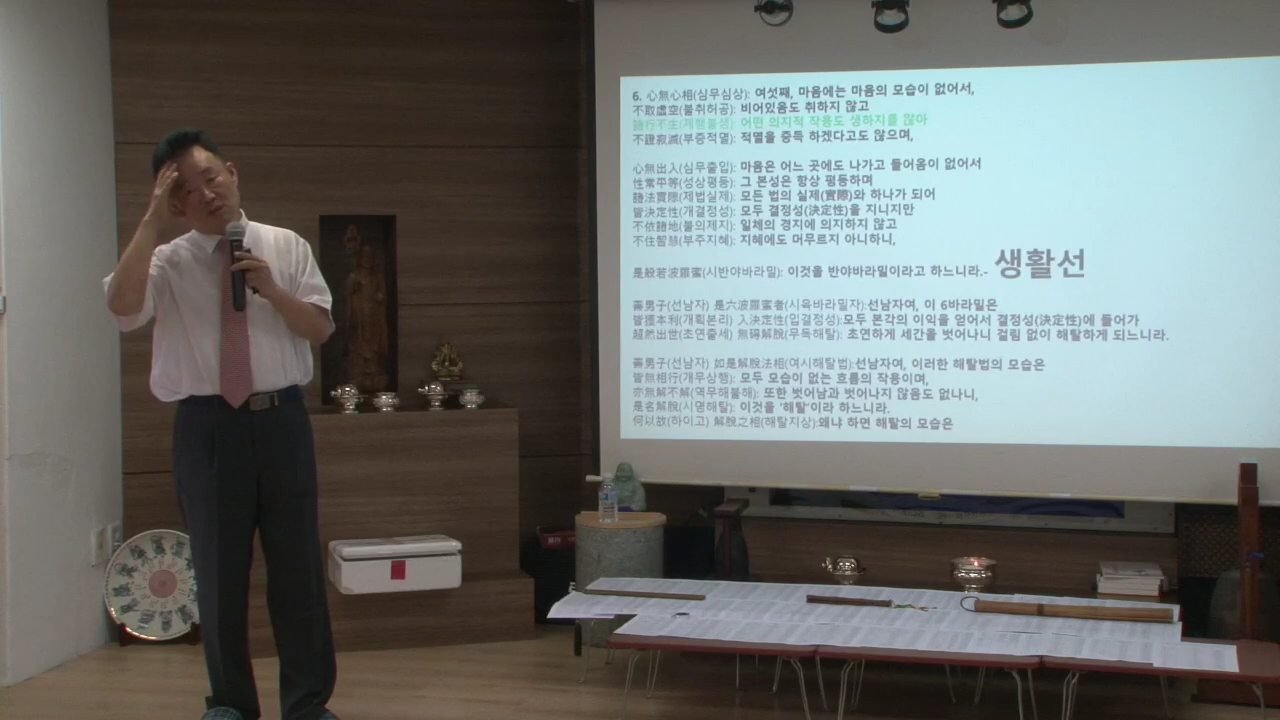 6. 心無心相(심무심상): 여섯째, 마음에는 마음의 모습이 없어서,
不取虛空(불취허공): 비어있음도 취하지 않고
諸行不生(제행불생): 어떤 의지적 작용도 생하지를 않아
不證寂滅(부증적멸): 적멸을 증득 하겠다고도 않으며,
心無出入(심무출입): 마음은 어느 곳에도 나가고 들어옴이 없어서
性常平等(성상평등): 그 본성은 항상 평등하며
諸法實際(제법실제): 모든 법의 실제(實際)와 하나가 되어
皆決定性(개결정성): 모두 결정성(決定性)을 지니지만
不依諸地(불의제지): 일체의 경지에 의지하지 않고
不住智慧(부주지혜): 지혜에도 머무르지 아니하니,
是般若波羅蜜(시반야바라밀): 이것을 반야바라밀이라고 하느니라.- 생활선
善男子(선남자) 是六波羅蜜者(시육바라밀자):선남자여, 이 6바라밀은
皆獲本利(개획본리) 入決定性(입결정성):모두 본각의 이익을 얻어서 결정성(決定性)에 들어가
超然出世(초연출세) 無碍解脫(무득해탈): 초연하게 세간을 벗어나니 걸림 없이 해탈하게 되느니라.
善男子(선남자) 如是解脫法相(여시해탈법):선남자여, 이러한 해탈법의 모습은
皆無相行(개무상행): 모두 모습이 없는 흐름의 작용이며,
亦無解不解(역무해불해): 또한 벗어남과 벗어나지 않음도 없나니,
是名解脫(시명해탈): 이것을 '해탈'이라 하느니라.
何以故(하이고) 解脫之相(해탈지상):왜냐 하면 해탈의 모습은